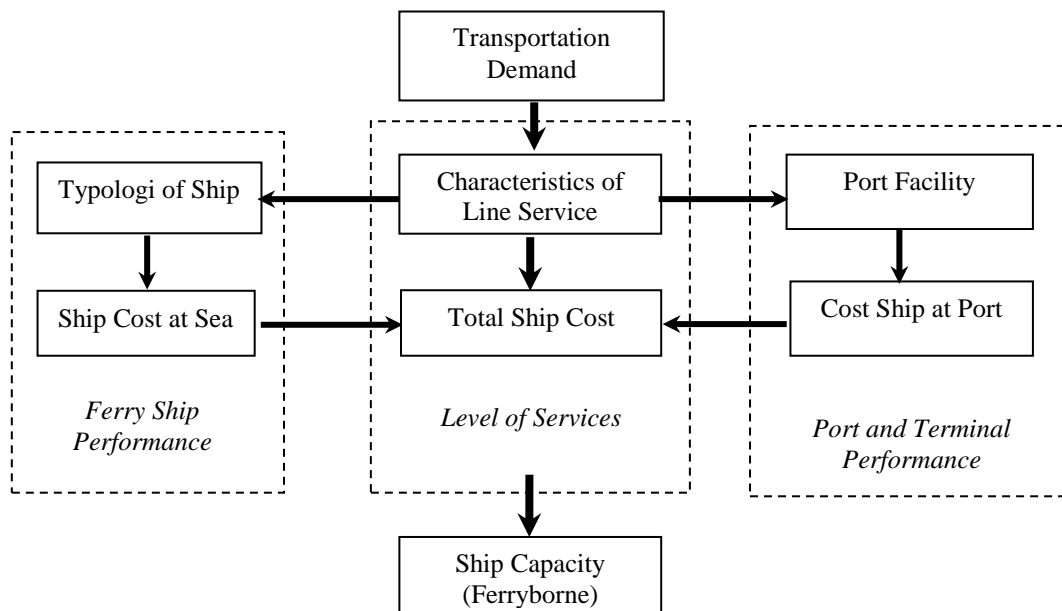 Transportation
Demand
Typologi of Ship
Characteristics of
Line Service
Port Facility
Ship Cost at Sea
Total Ship Cost
Cost Ship at Port
Ferry Ship
Performance
Level of Services
Port and Terminal
Performance
Ship Capacity
(Ferryborne)